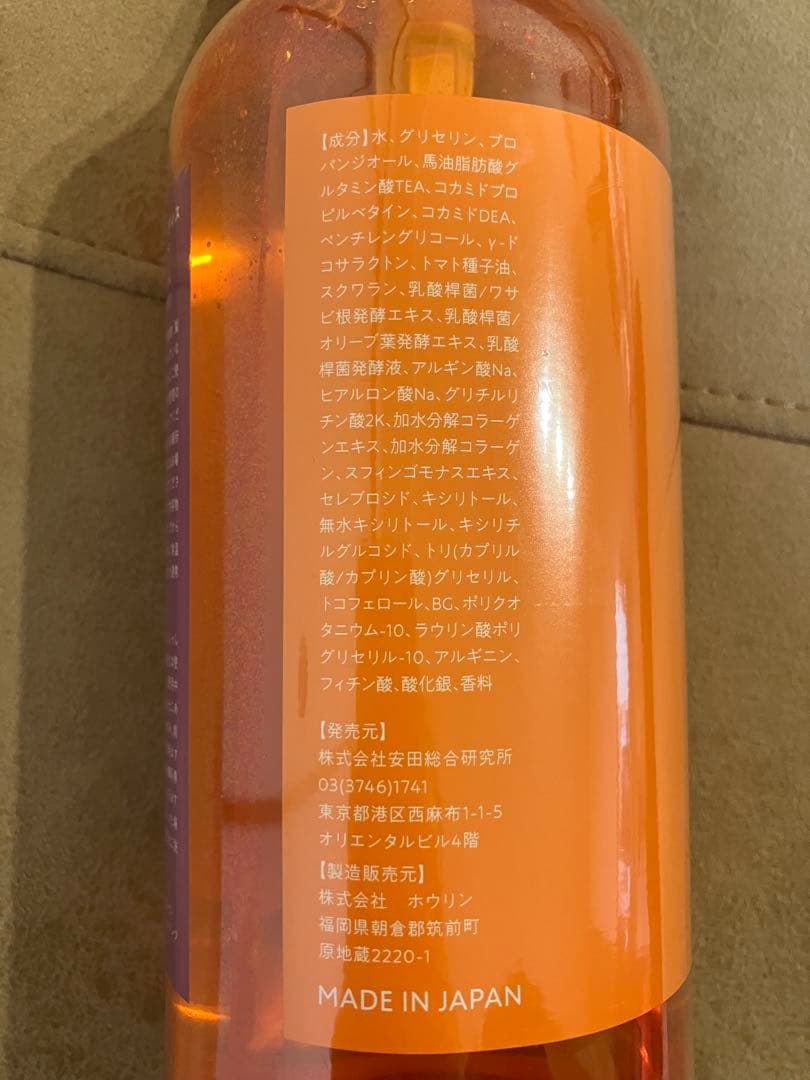 【成分】水、グリセリン、プロ
パンジオール、馬油脂肪酸グ
ルタミン酸TEA、コカミドプロ
ピルベタイン、コカミドDEA、
ペンチレングリコール、γ-ド
コサラクトン、トマト種子油、
スクワラン、乳酸桿菌/ワサ
ビ根発酵エキス、乳酸桿菌/
オリーブ葉発酵エキス、乳酸
桿菌発酵液、アルギン酸Na、
ヒアルロン酸Na、グリチルリ
チン酸2K、加水分解コラーゲ
ンエキス、加水分解コラーゲ
ン、スフィンゴモナスエキス、
セレブロシド、キシリトール、
無水キシリトール、キシリチ
ルグルコシド、トリ(カプリル
酸/カプリン酸)グリセリル、
トコフェロール、BG、ポリクオ
タニウム-10、ラウリン酸ポリ
グリセリル-10、アルギニン、
フィチン酸、酸化銀、香料
【発売元】
株式会社安田総合研究所
03(3746)1741
東京都港区西麻布1-1-5
オリエンタルビル4階
【製造販売元】
株式会社 ホウリン
福岡県朝倉郡筑前町
原地蔵2220-1
MADE IN JAPAN